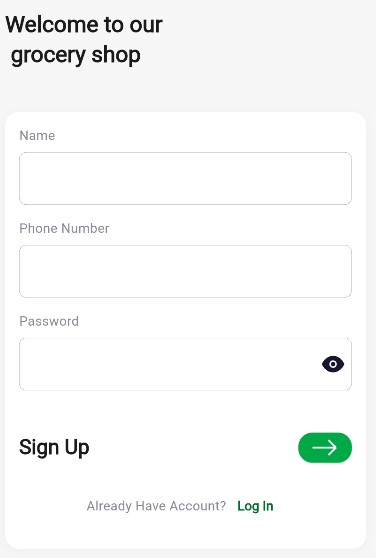 Welcome to our
grocery shop
Name
Phone Number
Password
Sign Up
Already Have Account? Log In